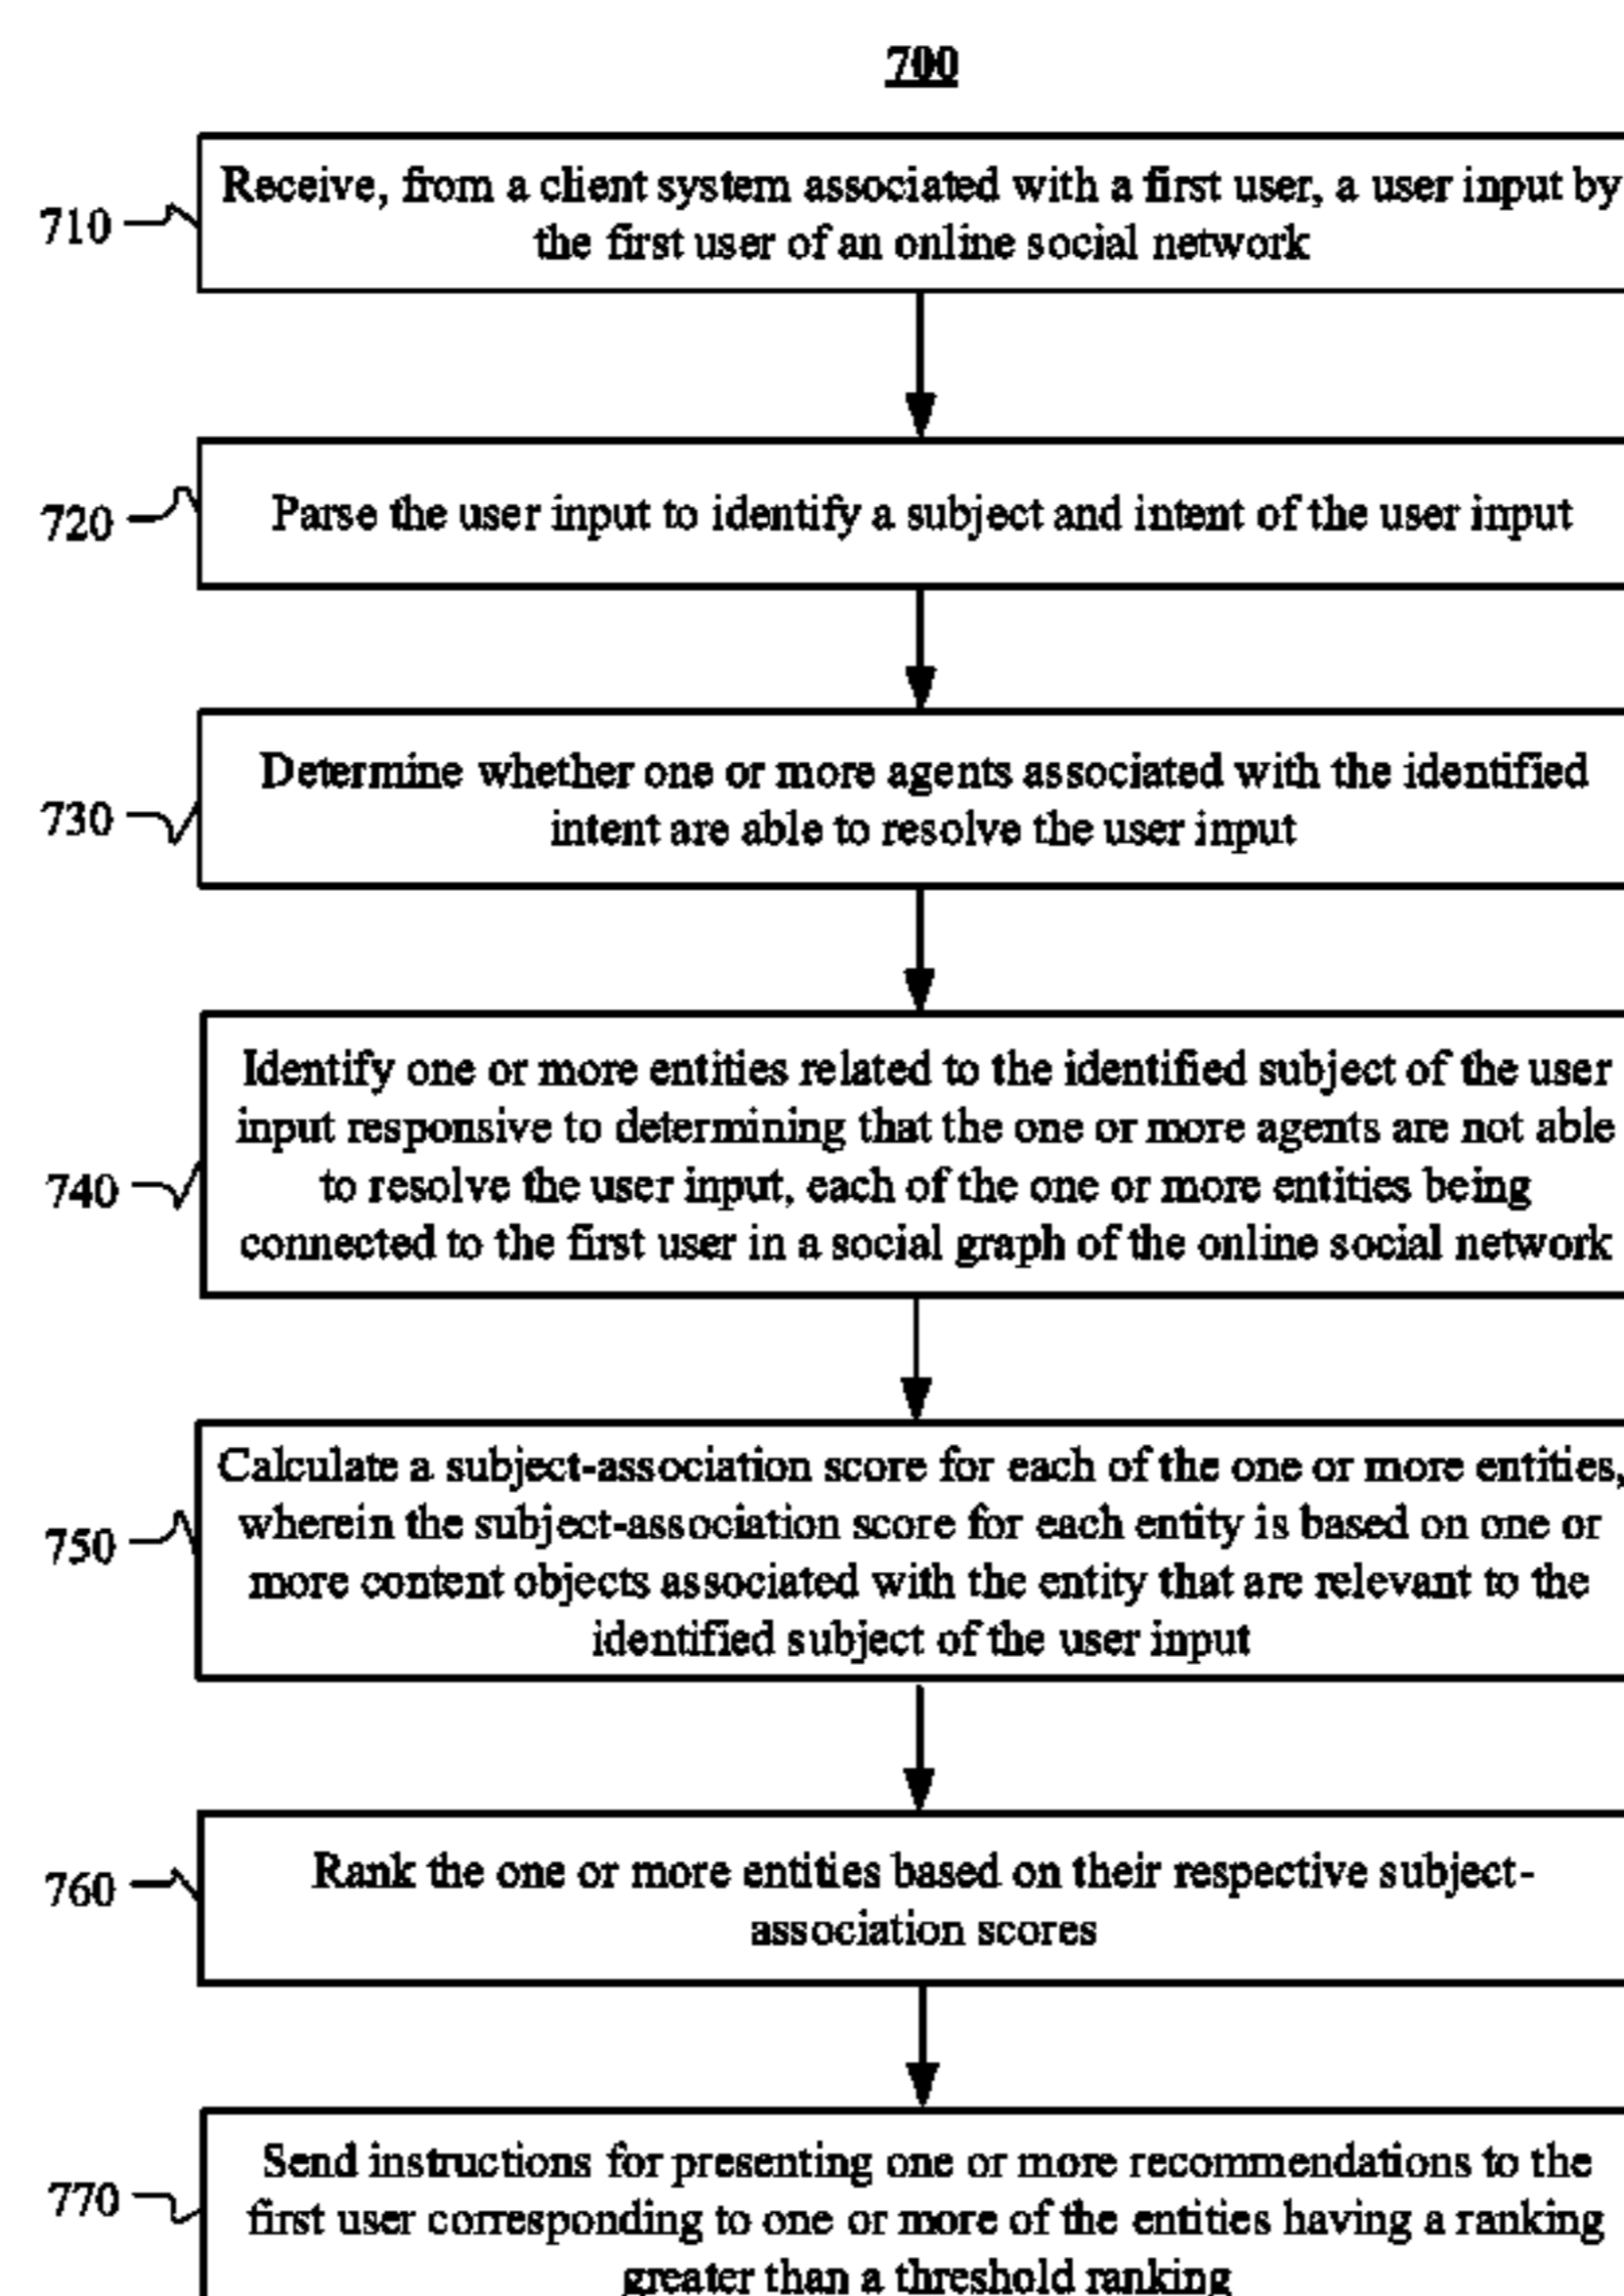 700
710
Receive, from a client system associated with a first user, a user input by
the first user of an online social network
720
Parse the user input to identify a subject and intent of the user input
730
Determine whether one or more agents associated with the identified
intent are able to resolve the user input
740
Identify one or more entities related to the identified subject of the user
input responsive to determining that the one or more agents are not able
to resolve the user input, each of the one or more entities being
connected to the first user in a social graph of the online social network
750
Calculate a subject-association score for each of the one or more entities,
wherein the subject-association score for each entity is based on one or
more content objects associated with the entity that are relevant to the
identified subject of the user input
760
Rank the one or more entities based on their respective subject-
association scores
770
Send instructions for presenting one or more recommendations to the
first user corresponding to one or more of the entities having a ranking
greater than a threshold ranking